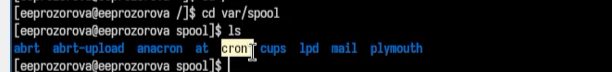 [eeprozorova@eeprozorova /]$ cd var/spool
[eeprozorova@eeprozorova spool]$ ls
abrt abrt-upload anacron at cron cups lpd mail plymouth
[eeprozorova@eeprozorova spool]$